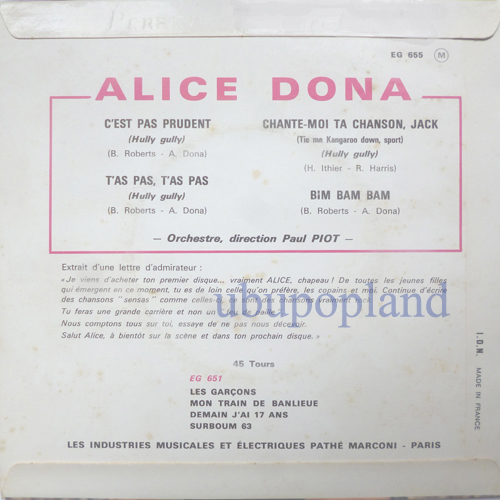 EG 655 M
ALICE DONA
C'EST PAS PRUDENT
(Hully gully)
(B. Roberts - A. Dona)
T'AS PAS, T'AS PAS
(Hully gully)
(B. Roberts - A. Dona)
CHANTE-MOI TA CHANSON, JACK
(Tie me Kangaroo down, sport)
(Hully gully)
(H. Ithier - R. Harris)
BIM BAM BAM
(B. Roberts - A. Dona)
— Orchestre, direction Paul PIOT —
Extrait d'une lettre d'admirateur :
«Je viens d'acheter ton premier disque... vraiment ALICE, chapeau ! De toutes les jeunes filles
qui émergent en ce moment, tu es de loin celle qu'on préfère, les copains et moi. Continue d'écrire
des chansons "sensas" comme celles-ci, chansons vraiment
Tu feras une grande carrière et non un feu de paille.
Nous comptons tous sur toi, essaye de ne pas nous décevoir.
Salut Alice, à bientôt sur la scène et dans ton prochain disque. »
ubupopland
45 Tours
EG 651
LES GARÇONS
MON TRAIN DE BANLIEUE
DEMAIN J'AI 17 ANS
SURBOUM 63
LES INDUSTRIES MUSICALES ET ÉLECTRIQUES PATHÉ MARCONI - PARIS
I.D.N. MADE IN FRANCE